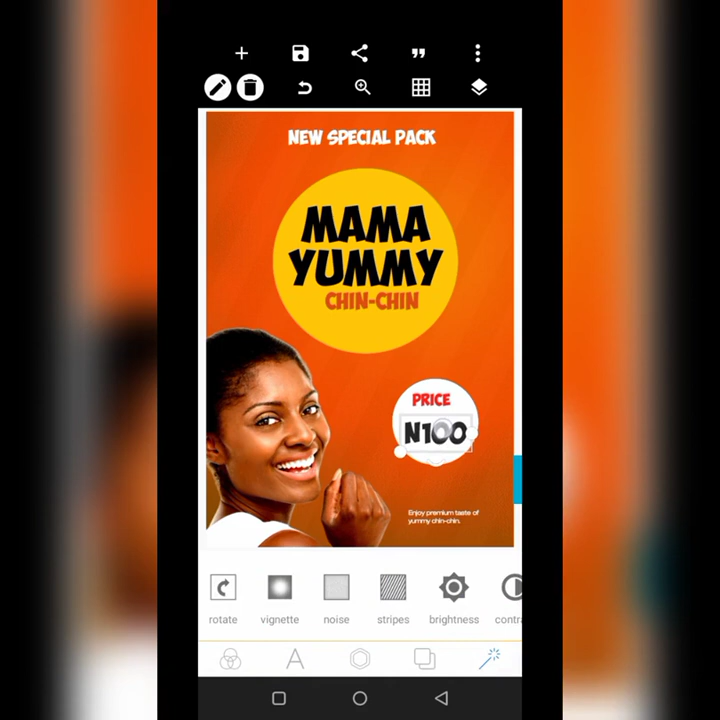 NEW SPECIAL PACK
MAMA
YUMMY
CHIN-CHIN
PRICE
N100
Enjoy premium taste of
yummy chin-chin.
rotate
vignette
noise
stripes
brightness
contra